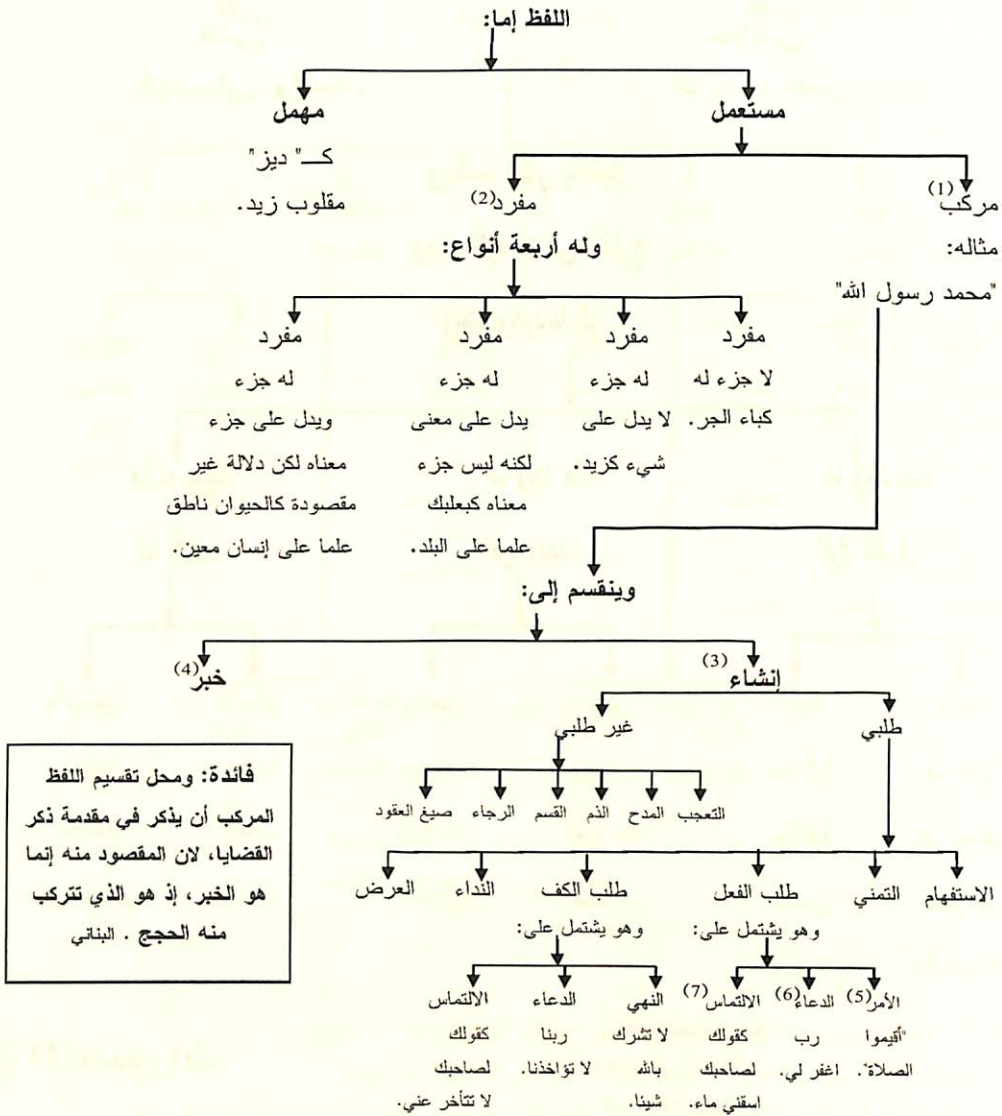 اللفظ إما:
مستعمل
مهمل
كـ" ديز"
مقلوب زيد.
مركب(1)
مثاله:
"محمد رسول الله"
مفرد(2)
وله أربعة أنواع:
مفرد
لا جزء له
كباء الجر.
مفرد
له جزء
لا يدل على
شيء كزيد.
مفرد
له جزء
يدل على معنى
لكنه ليس جزء
معناه كبعلبك
علما على البلد.
مفرد
له جزء
ويدل على جزء
معناه لكن دلالة غير
مقصودة كالحيوان ناطق
علما على إنسان معين.
وينقسم إلى:
إنشاء(3)
خبر(4)
طلبي
غير طلبي
التعجب
المدح
الذم
القسم
الرجاء
صيغ العقود
الاستفهام
التمني
طلب الفعل
وهو يشتمل على:
طلب الكف
وهو يشتمل على:
النداء
العرض
الأمر(5)
"أقيموا
الصلاة".
الدعاء(6)
رب
اغفر لي.
الالتماس(7)
كقولك
لصاحبك
اسقني ماء.
النهي
لا تشرك
بالله
شيئا.
الدعاء
ربنا
لا تؤاخذنا.
الالتماس
كقولك
لصاحبك
لا تتأخر عني.
فائدة: ومحل تقسيم اللفظ
المركب أن يذكر في مقدمة ذكر
القضايا، لان المقصود منه إنما
هو الخبر، إذ هو الذي تتركب
منه الحجج . البناني